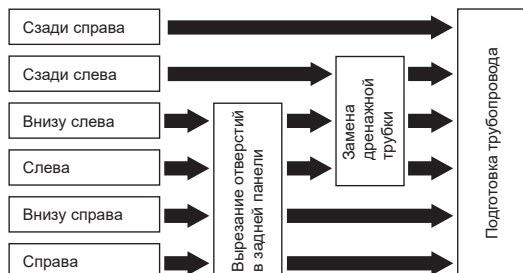 Сзади справа
Сзади слева
Внизу слева
Слева
Внизу справа
Справа
Вырезание отверстий
в задней панели
Замена
дренажной
трубки
Подготовка трубопровода